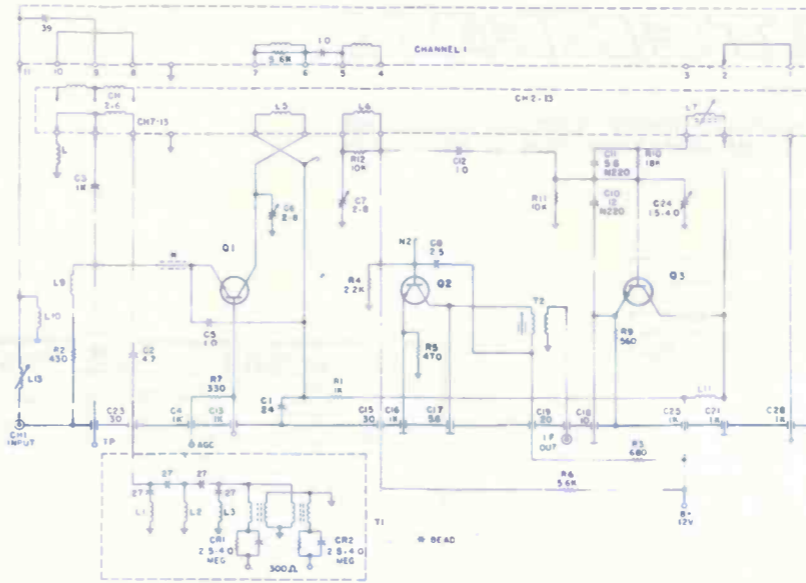 39
11
10
9
8
7
5.6K
6
1.0
5
4
CHANNEL 1
3
2
1
CH
2-6
CH7-13
CH 2-13
L5
L6
L7
L
C3
1K
C6
2-8
R12
10K
C7
2-8
C12
1.0
R11
10K
C11
5.6
N220
C10
12
N220
R10
18K
C24
1.5-4.0
Q1
N2
C8
2.5
Q2
Q3
R4
2.2K
T2
L9
L10
L13
R2
430
C2
4.7
C5
1.0
R7
330
R5
470
R9
560
R1
1K
L11
CH1
INPUT
TP
C23
30
C4
1K
AGC
C13
1K
C1
24
C15
30
C16
1K
C17
56
C19
20
I F
OUT
C18
10
C25
1K
C21
1K
C28
1K
R3
680
R6
5.6K
B+
12V
27
27
27
27
L1
L2
L3
T1
CR1
2.5-4.0
MEG
CR2
2.5-4.0
MEG
300Ω
* BEAD